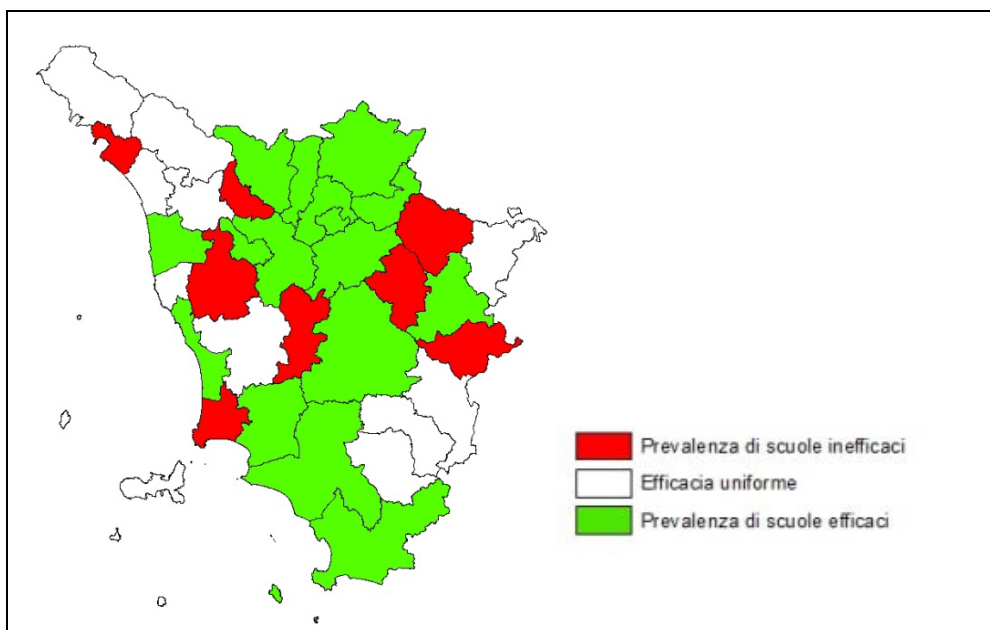 Prevalenza di scuole inefficaci
Efficacia uniforme
Prevalenza di scuole efficaci